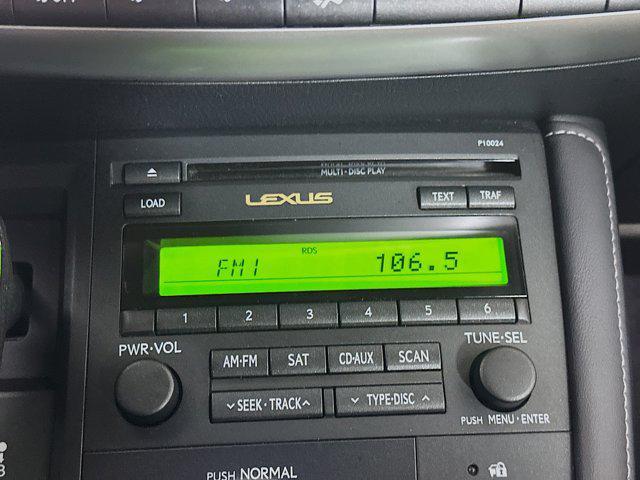 P10024
MULTI-DISC PLAY
LOAD
LEXUS
TEXT
TRAF
RDS
FM1
106.5
1 2 3 4 5 6
PWR·VOL
TUNE·SEL
AM·FM
SAT
CD·AUX
SCAN
SEEK·TRACK
TYPE·DISC
PUSH MENU·ENTER
PUSH NORMAL